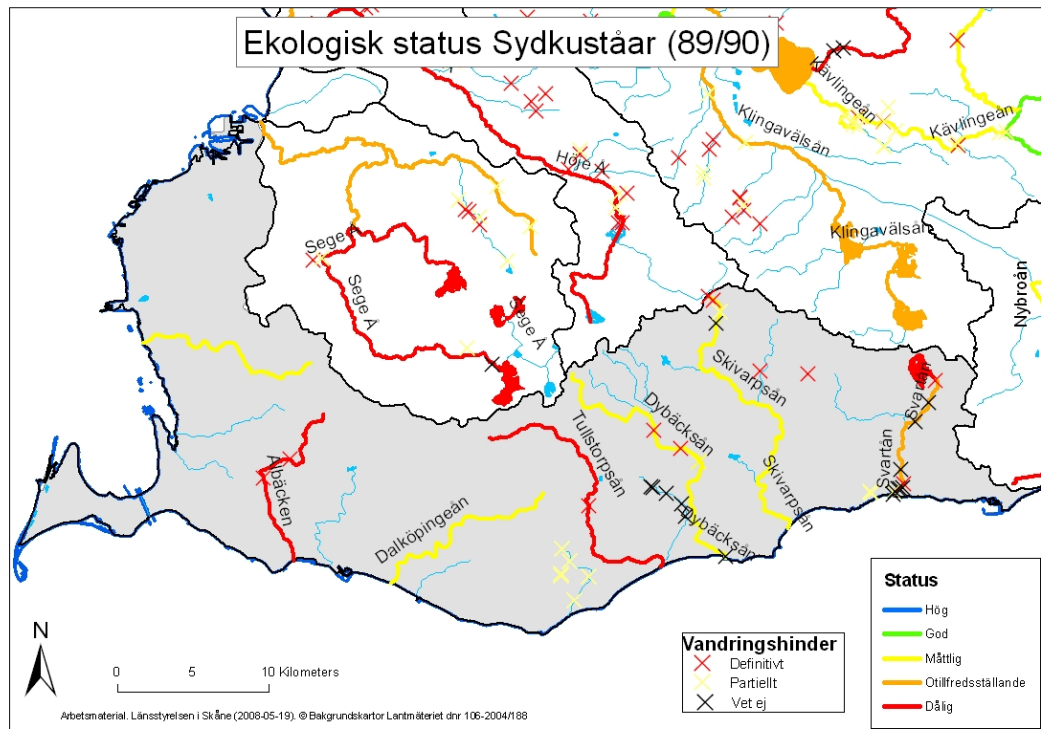 Ekologisk status Sydkuståar (89/90)
Kävlingeån
Kävlingeån
Klingavälsån
Höje Å
Klingavälsån
Sege Å
Sege Å
Sege Å
Nybroån
Skivarpsån
Dybäcksån
Svartån
Tullstorpsån
Svartån
Skivarpsån
Albäcken
Dalköpingeån
Dybäcksån
Status
Hög
God
Måttlig
Otillfredsställande
Dålig
Vandringshinder
Definitivt
Partiellt
Vet ej
N
0 5 10 Kilometers
Arbetsmaterial. Länsstyrelsen i Skåne (2008-05-19). © Bakgrundskartor Lantmäteriet dnr 106-2004/188